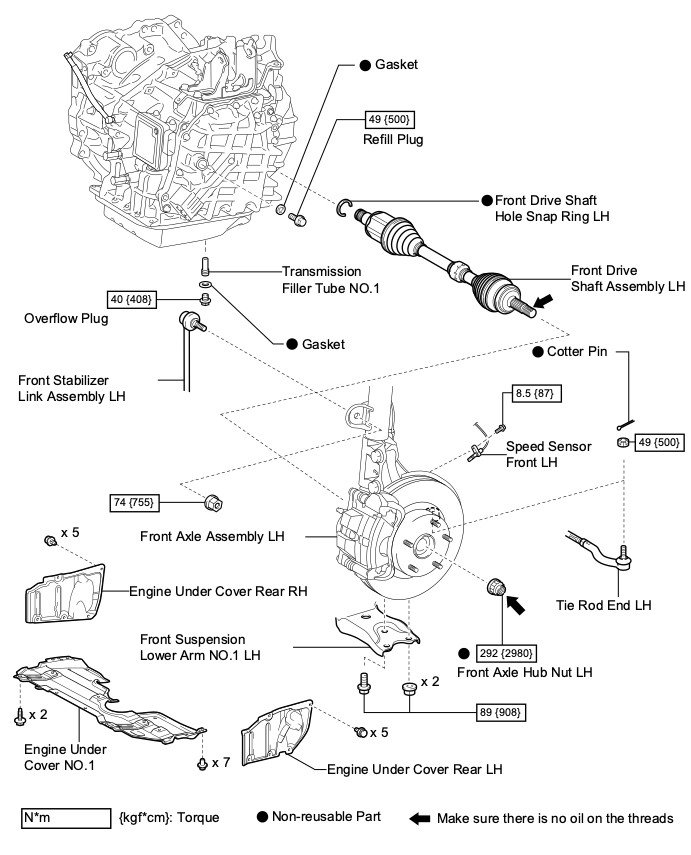 Gasket
49 {500}
Refill Plug
Front Drive Shaft
Hole Snap Ring LH
Transmission
Filler Tube NO.1
Front Drive
Shaft Assembly LH
40 {408}
Overflow Plug
Gasket
Cotter Pin
Front Stabilizer
Link Assembly LH
8.5 {87}
49 {500}
Speed Sensor
Front LH
74 {755}
Front Axle Assembly LH
x 5
Engine Under Cover Rear RH
Tie Rod End LH
Front Suspension
Lower Arm NO.1 LH
292 {2980}
Front Axle Hub Nut LH
x 2
x 2
89 {908}
x 5
Engine Under
Cover NO.1
x 7
Engine Under Cover Rear LH
N*m
{kgf*cm}: Torque
Non-reusable Part
Make sure there is no oil on the threads